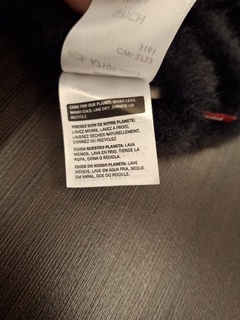 CARE FOR OUR PLANET: WASH LESS,
WASH COLD, LINE DRY, DONATE OR
RECYCLE.
PRENEZ SOIN DE NOTRE PLANETE:
LAVEZ MOINS, LAVEZ A FROID,
LAISSEZ SÉCHER NATURELLEMENT,
DONNEZ OU RECYCLEZ
CUIDA NUESTRO PLANETA:
LAVA MENOS, LAVA EN FRIO, TIENDE LA
ROPA, DONA O RECICLA.
CUIDE DO NOSSO PLANETA:
LAVE MENOS, LAVE EM ÁGUA FRIA, SEQUE
EM VARAL, DOE OU RECICLE.